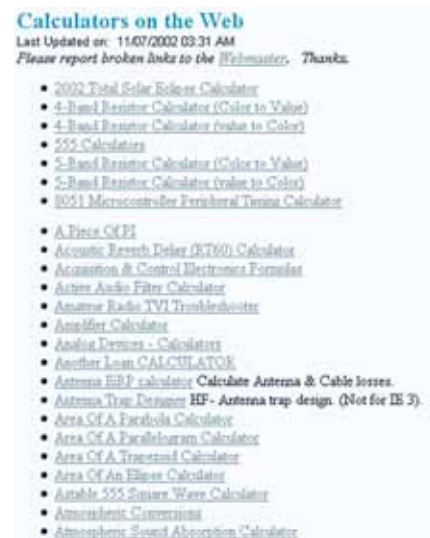 Calculators on the Web
Last Updated on: 11/07/2002 03:31 AM
Please report broken links to the Webmaster. Thanks.
2002 Total Solar Eclipse Calculator
4-Band Resistor Calculator (Color to Value)
4-Band Resistor Calculator (value to Color)
555 Calculators
5-Band Resistor Calculator (Color to Value)
5-Band Resistor Calculator (value to Color)
8051 Microcontroller Peripheral Timing Calculator
A Piece Of PI
Acoustic Reverb Delay (RT60) Calculator
Acquisition & Control Electronics Formulas
Active Audio Filter Calculator
Amateur Radio TVI Troubleshooter
Amplifier Calculator
Analog Devices - Calculators
Another Loan CALCULATOR
Antenna EIRP calculator Calculate Antenna & Cable losses.
Antenna Trap Designer HF- Antenna trap design. (Not for IE 3).
Area Of A Parabola Calculator
Area Of A Parallelogram Calculator
Area Of A Trapezoid Calculator
Area Of An Ellipse Calculator
Astable 555 Square Wave Calculator
Atmospheric Conversions
Atmospheric Sound Absorption Calculator